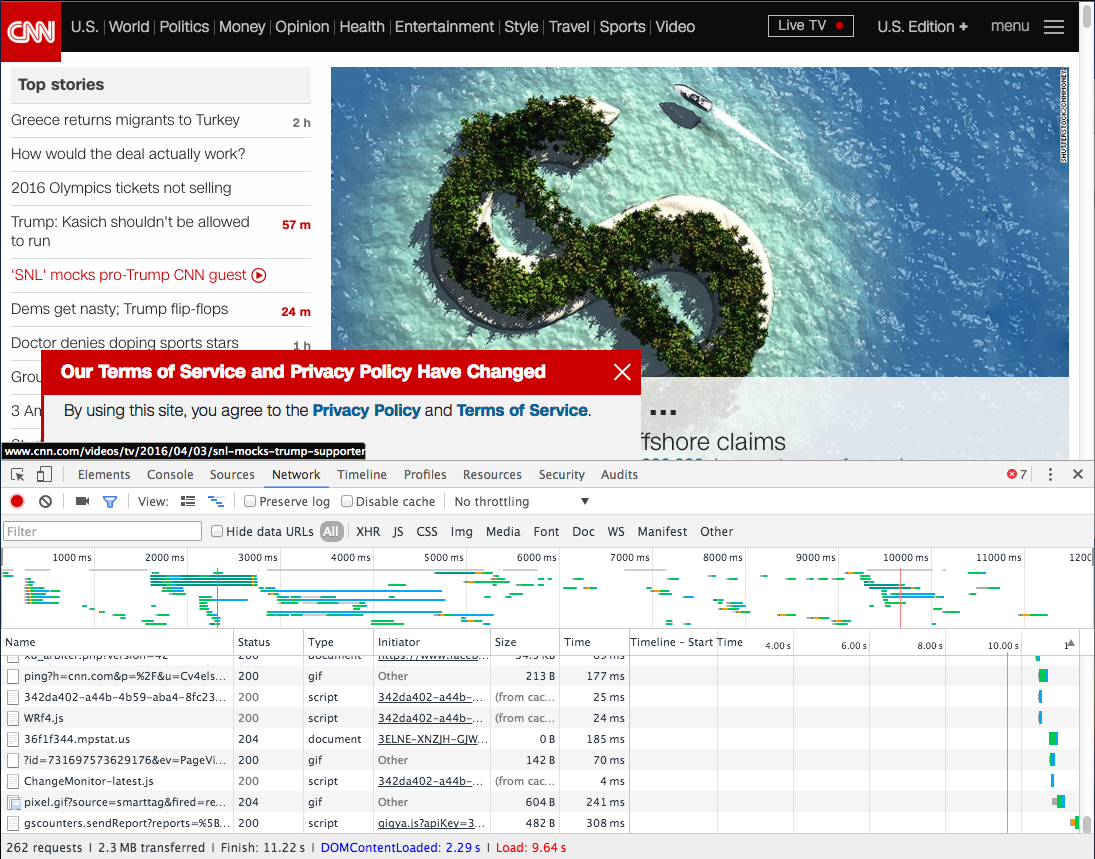 CNN U.S. World Politics Money Opinion Health Entertainment Style Travel Sports Video Live TV U.S. Edition + menu
Top stories
Greece returns migrants to Turkey 2 h
How would the deal actually work?
2016 Olympics tickets not selling
Trump: Kasich shouldn't be allowed to run 57 m
'SNL' mocks pro-Trump CNN guest
Dems get nasty; Trump flip-flops 24 m
Doctor denies doping sports stars 1 h
Grou
3 An
SHUTTERSTOCK/CNNMONEY
Our Terms of Service and Privacy Policy Have Changed
By using this site, you agree to the Privacy Policy and Terms of Service.
...
ffshore claims
www.cnn.com/videos/tv/2016/04/03/snl-mocks-trump-supporter
Elements Console Sources Network Timeline Profiles Resources Security Audits 7
View: Preserve log Disable cache No throttling
Filter Hide data URLs All XHR JS CSS Img Media Font Doc WS Manifest Other
1000 ms 2000 ms 3000 ms 4000 ms 5000 ms 6000 ms 7000 ms 8000 ms 9000 ms 10000 ms 11000 ms 1200
Name Status Type Initiator Size Time Timeline – Start Time 4.00 s 6.00 s 8.00 s 10.00 s 1
xd_arbiter.php?version=42 200 document https://www.faceb... 34.5 KB 69 ms
ping?h=cnn.com&p=%2F&u=Cv4els... 200 gif Other 213 B 177 ms
342da402-a44b-4b59-aba4-8fc23... 200 script 342da402-a44b-... (from cac... 25 ms
WRf4.js 200 script 342da402-a44b-... (from cac... 24 ms
36f1f344.mpstat.us 204 document 3ELNE-XNZJH-GJW... 0 B 185 ms
?id=731697573629176&ev=PageVi... 200 gif Other 142 B 70 ms
ChangeMonitor-latest.js 200 script 342da402-a44b-... (from cac... 4 ms
pixel.gif?source=smarttag&fired=re... 204 gif Other 604 B 241 ms
gscounters.sendReport?reports=%5B... 200 script gigya.js?apiKey=3... 482 B 308 ms
262 requests | 2.3 MB transferred | Finish: 11.22 s | DOMContentLoaded: 2.29 s | Load: 9.64 s